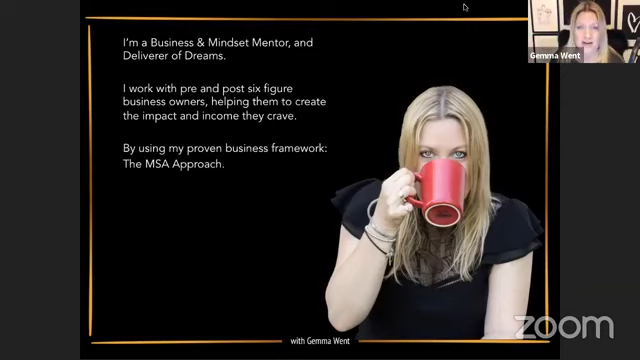 I'm a Business & Mindset Mentor, and
Deliverer of Dreams.
I work with pre and post six figure
business owners, helping them to create
the impact and income they crave.
By using my proven business framework:
The MSA Approach.
Gemma Went
with Gemma Went
zoom